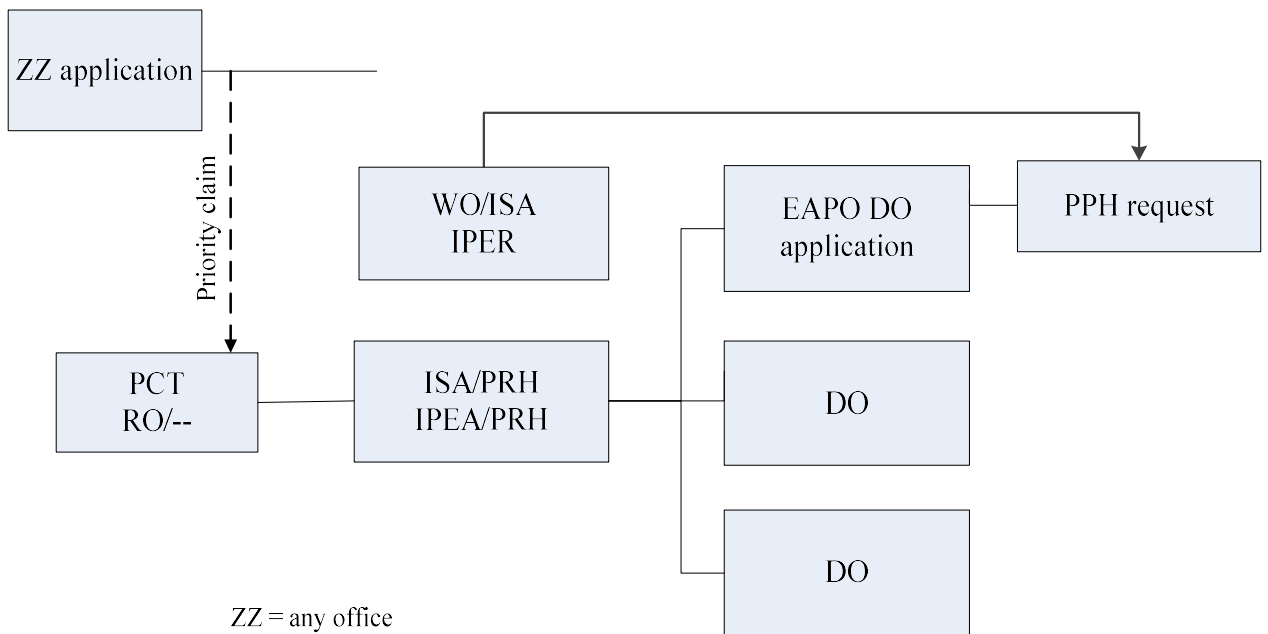 ZZ application
Priority claim
WO/ISA
IPER
EAPO DO
application
PPH request
PCT
RO/--
ISA/PRH
IPEA/PRH
DO
DO
ZZ = any office